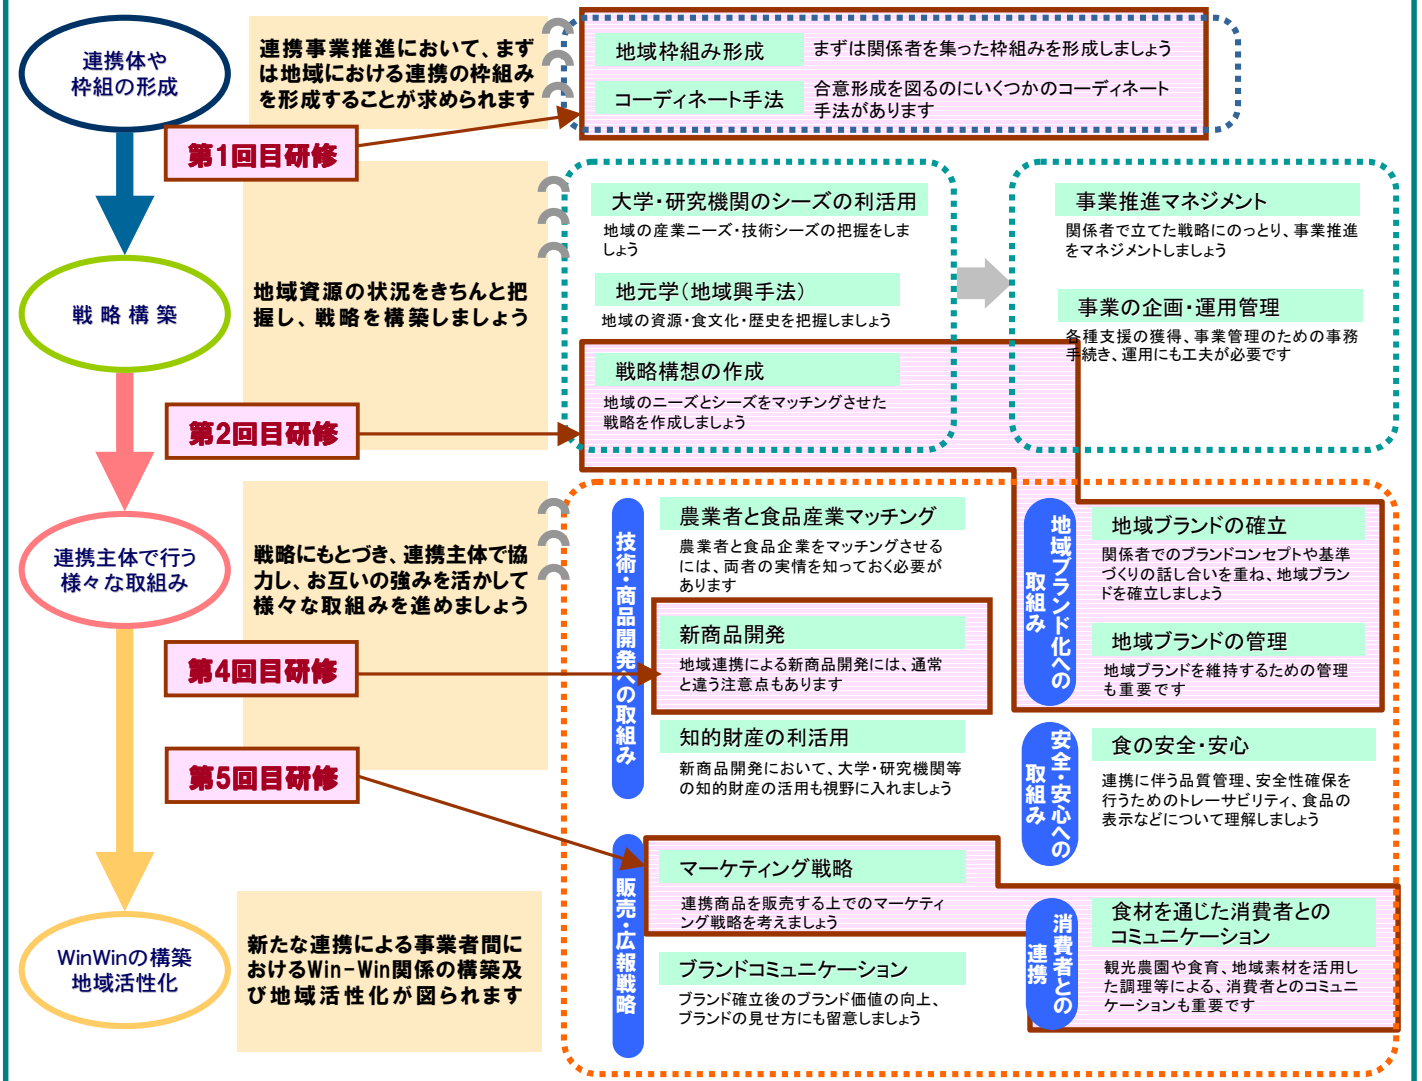 連携体や
枠組の形成
連携事業推進において、まず
は地域における連携の枠組み
を形成することが求められます
地域枠組み形成
まずは関係者を集った枠組みを形成しましょう
コーディネート手法
合意形成を図るのにいくつかのコーディネート
手法があります
第1回目研修
戦略構築
地域資源の状況をきちんと把
握し、戦略を構築しましょう
大学・研究機関のシーズの利活用
地域の産業ニーズ・技術シーズの把握をしま
しょう
地元学(地域興手法)
地域の資源・食文化・歴史を把握しましょう
戦略構想の作成
地域のニーズとシーズをマッチングさせた
戦略を作成しましょう
事業推進マネジメント
関係者で立てた戦略にのっとり、事業推進
をマネジメントしましょう
事業の企画・運用管理
各種支援の獲得、事業管理のための事務
手続き、運用にも工夫が必要です
第2回目研修
連携主体で行う
様々な取組み
戦略にもとづき、連携主体で協
力し、お互いの強みを活かして
様々な取組みを進めましょう
技術・商品開発への取組み
農業者と食品産業マッチング
農業者と食品企業をマッチングさせる
には、両者の実情を知っておく必要が
あります
新商品開発
地域連携による新商品開発には、通常
と違う注意点もあります
知的財産の利活用
新商品開発において、大学・研究機関等
の知的財産の活用も視野に入れましょう
地域ブランド化への
取組み
地域ブランドの確立
関係者でのブランドコンセプトや基準
づくりの話し合いを重ね、地域ブラン
ドを確立しましょう
地域ブランドの管理
地域ブランドを維持するための管理
も重要です
第4回目研修
第5回目研修
安全・安心への
取組み
食の安全・安心
連携に伴う品質管理、安全性確保を
行うためのトレーサビリティ、食品の
表示などについて理解しましょう
WinWinの構築
地域活性化
新たな連携による事業者間に
おけるWin-Win関係の構築及
び地域活性化が図られます
販売・広報戦略
マーケティング戦略
連携商品を販売する上でのマーケティ
ング戦略を考えましょう
ブランドコミュニケーション
ブランド確立後のブランド価値の向上、
ブランドの見せ方にも留意しましょう
消費者との
連携
食材を通じた消費者との
コミュニケーション
観光農園や食育、地域素材を活用し
た調理等による、消費者とのコミュニ
ケーションも重要です